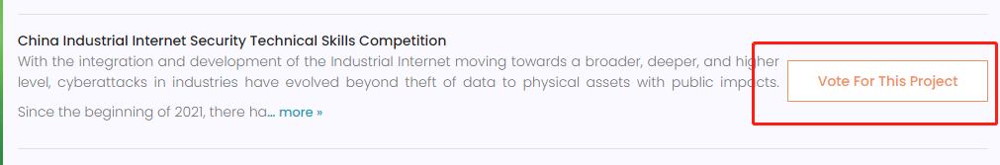 China Industrial Internet Security Technical Skills Competition
With the integration and development of the Industrial Internet moving towards a broader, deeper, and higher
level, cyberattacks in industries have evolved beyond theft of data to physical assets with public impacts.
Vote For This Project
Since the beginning of 2021, there ha... more »